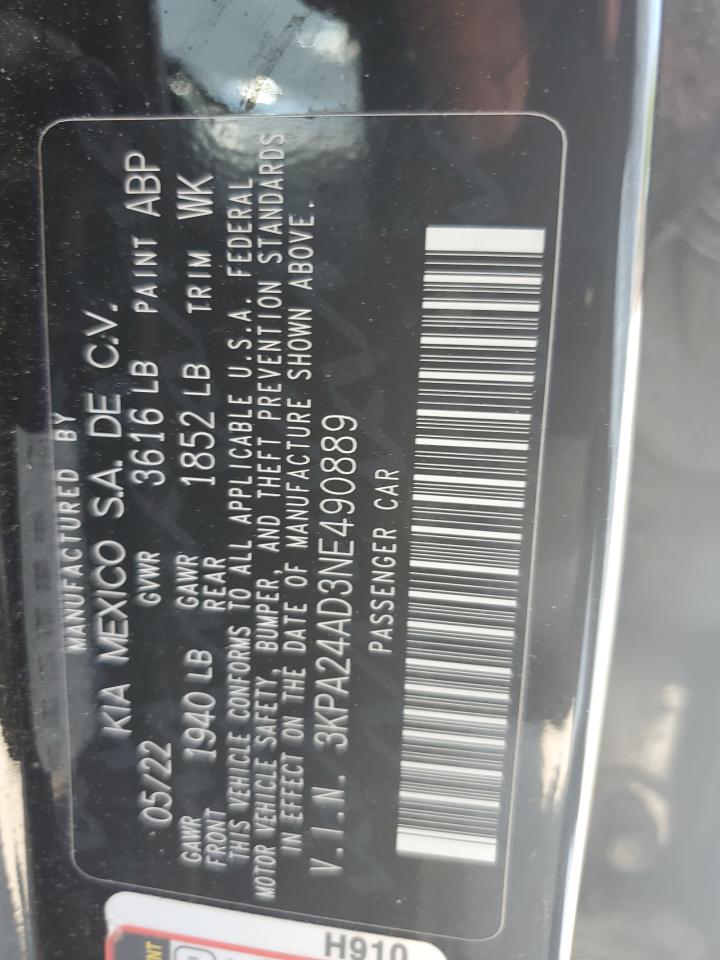 MANUFACTURED BY
KIA MEXICO S.A. DE C.V.
05/22 GVWR 3616 LB PAINT ABP
GAWR FRONT 1940 LB GAWR REAR 1852 LB TRIM WK
THIS VEHICLE CONFORMS TO ALL APPLICABLE U.S.A. FEDERAL
MOTOR VEHICLE SAFETY, BUMPER, AND THEFT PREVENTION STANDARDS
IN EFFECT ON THE DATE OF MANUFACTURE SHOWN ABOVE.
V.I.N. 3KPA24AD3NE490889
PASSENGER CAR
H910